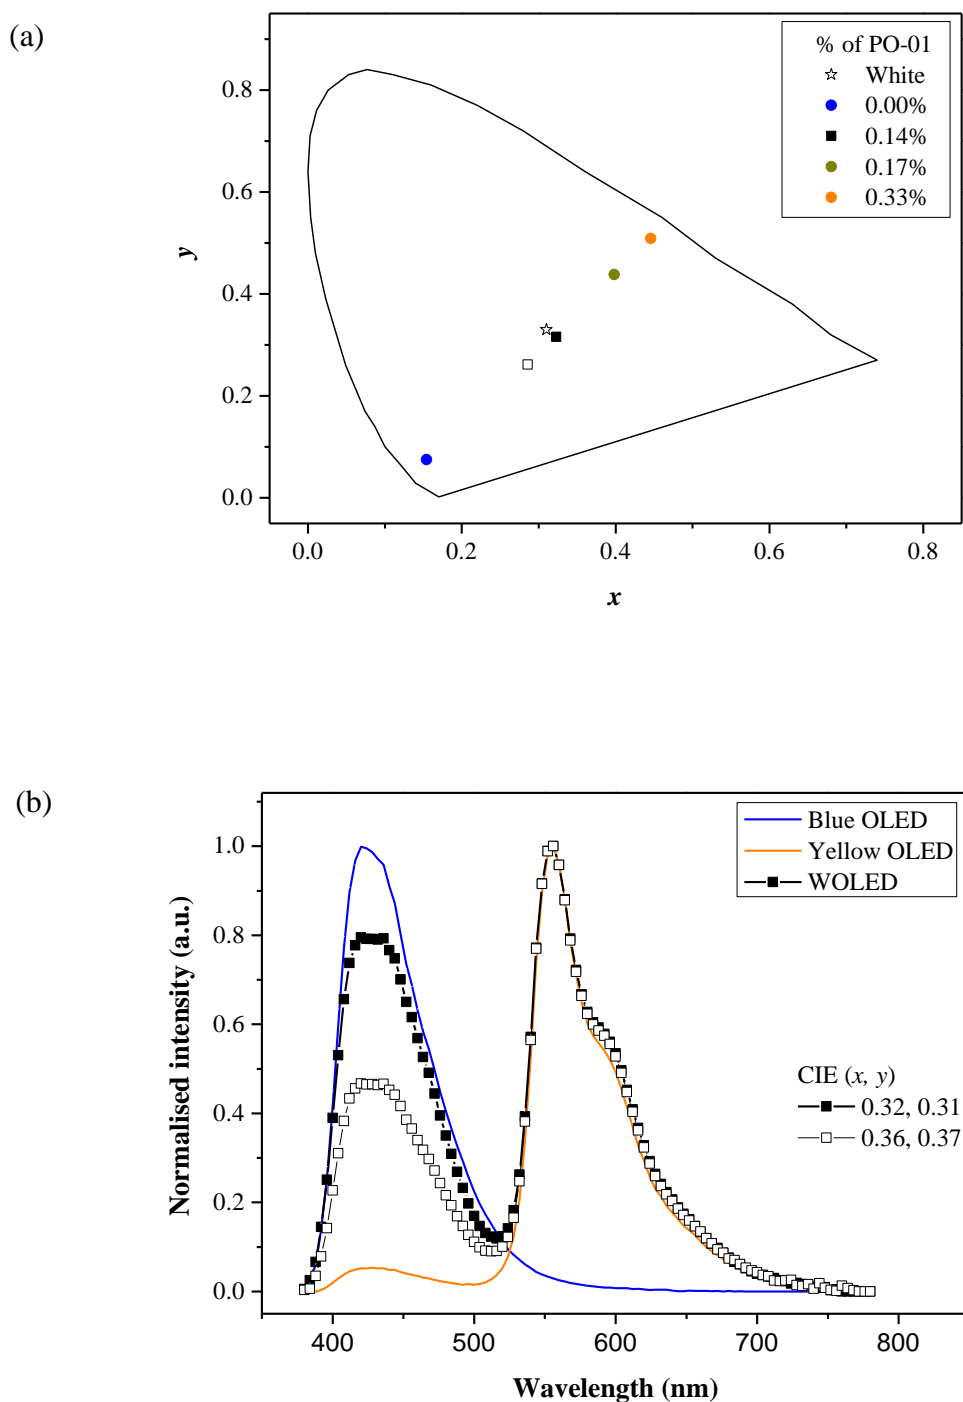 (a)
% of PO-01
White
0.00%
0.14%
0.17%
0.33%
0.8
0.6
0.4
0.2
0.0
y
0.0 0.2 0.4 0.6 0.8
x
(b)
Blue OLED
Yellow OLED
WOLED
1.0
0.8
0.6
0.4
0.2
0.0
Normalised intensity (a.u.)
CIE (x, y)
0.32, 0.31
0.36, 0.37
400 500 600 700 800
Wavelength (nm)